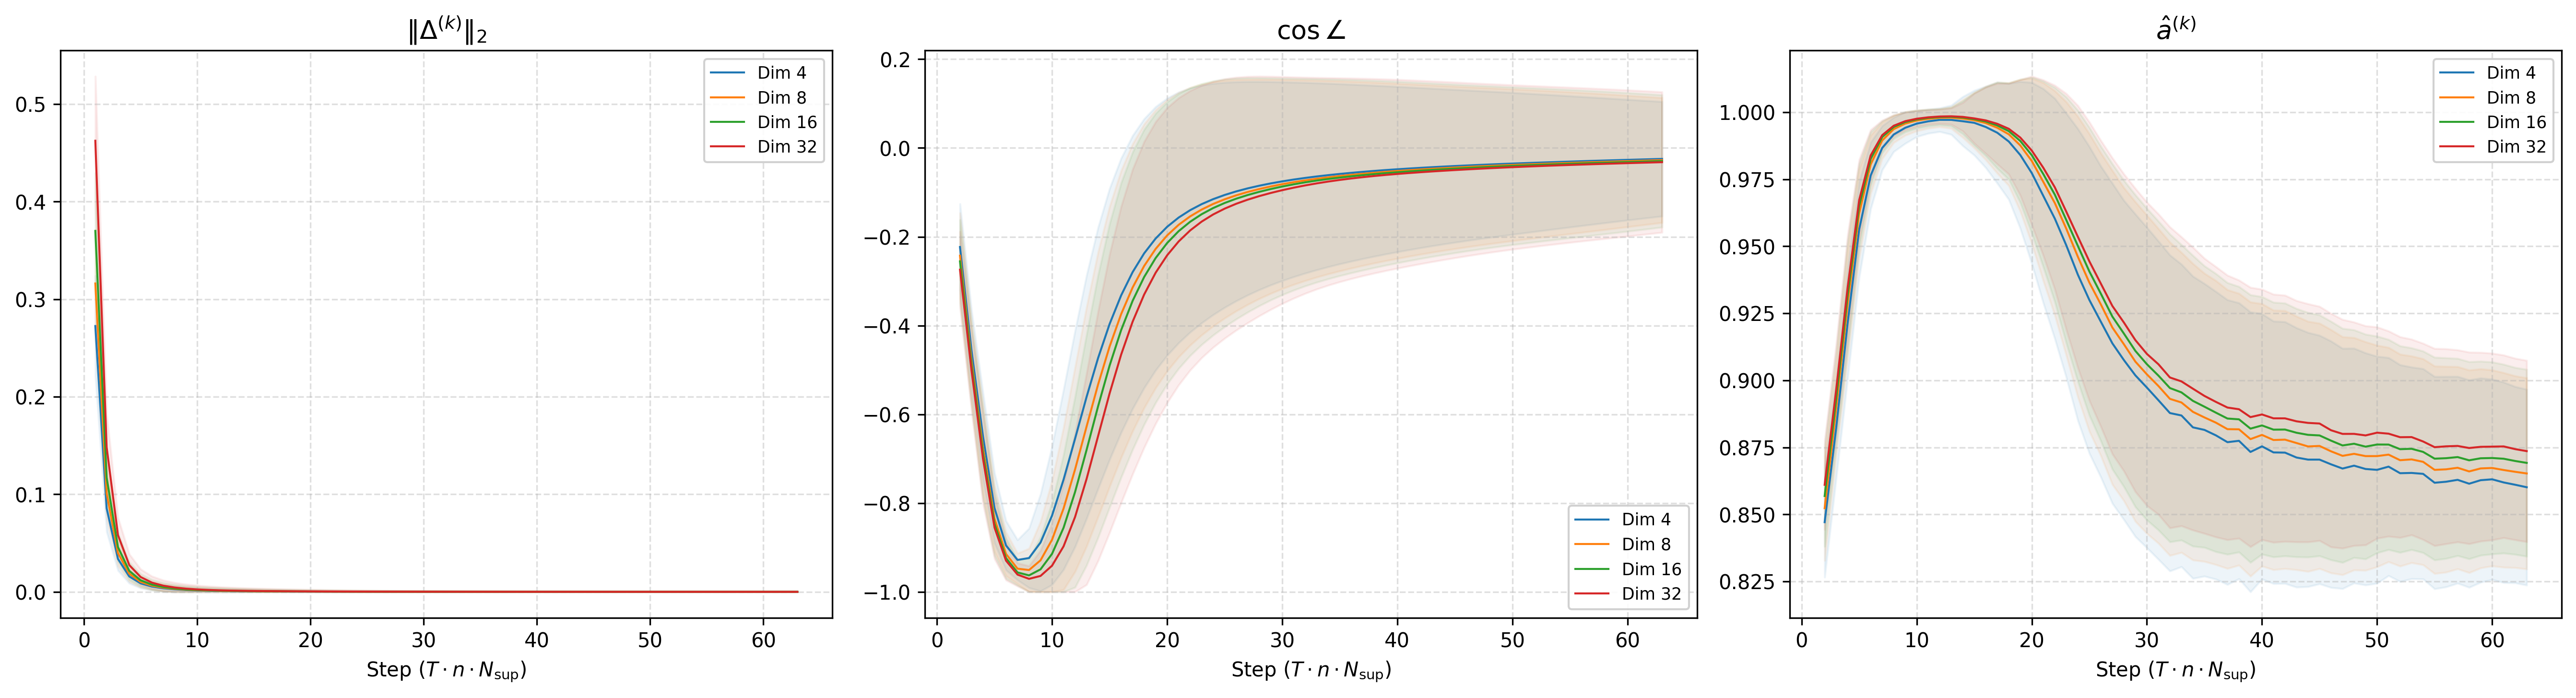 ‖Δ^(k)‖₂
0.5
0.4
0.3
0.2
0.1
0.0
0 10 20 30 40 50 60
Step (T · n · N_sup)
Dim 4
Dim 8
Dim 16
Dim 32
cos ∠
0.2
0.0
−0.2
−0.4
−0.6
−0.8
−1.0
0 10 20 30 40 50 60
Step (T · n · N_sup)
Dim 4
Dim 8
Dim 16
Dim 32
â^(k)
1.000
0.975
0.950
0.925
0.900
0.875
0.850
0.825
0 10 20 30 40 50 60
Step (T · n · N_sup)
Dim 4
Dim 8
Dim 16
Dim 32